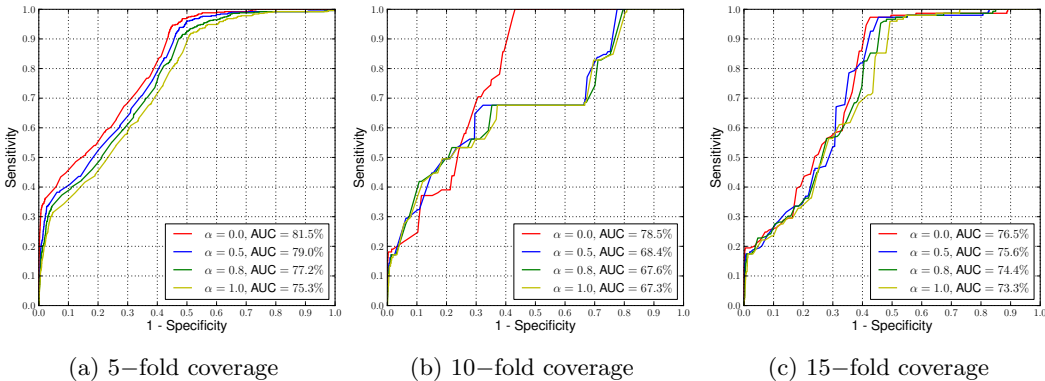 Sensitivity
1.0
0.9
0.8
0.7
0.6
0.5
0.4
0.3
0.2
0.1
0.0
0.0 0.1 0.2 0.3 0.4 0.5 0.6 0.7 0.8 0.9 1.0
1 - Specificity
α = 0.0, AUC = 81.5%
α = 0.5, AUC = 79.0%
α = 0.8, AUC = 77.2%
α = 1.0, AUC = 75.3%
(a) 5−fold coverage
Sensitivity
1.0
0.9
0.8
0.7
0.6
0.5
0.4
0.3
0.2
0.1
0.0
0.0 0.1 0.2 0.3 0.4 0.5 0.6 0.7 0.8 0.9 1.0
1 - Specificity
α = 0.0, AUC = 78.5%
α = 0.5, AUC = 68.4%
α = 0.8, AUC = 67.6%
α = 1.0, AUC = 67.3%
(b) 10−fold coverage
Sensitivity
1.0
0.9
0.8
0.7
0.6
0.5
0.4
0.3
0.2
0.1
0.0
0.0 0.1 0.2 0.3 0.4 0.5 0.6 0.7 0.8 0.9 1.0
1 - Specificity
α = 0.0, AUC = 76.5%
α = 0.5, AUC = 75.6%
α = 0.8, AUC = 74.4%
α = 1.0, AUC = 73.3%
(c) 15−fold coverage